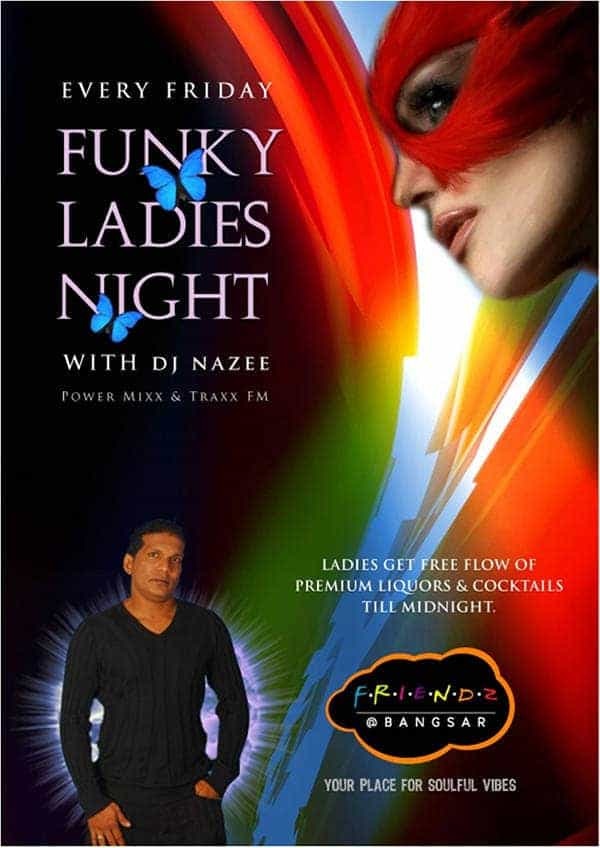 EVERY FRIDAY
FUNKY
LADIES
NIGHT
WITH DJ NAZEE
POWER MIXX & TRAXX FM
LADIES GET FREE FLOW OF
PREMIUM LIQUORS & COCKTAILS
TILL MIDNIGHT.
F·R·I·E·N·D·Z
@BANGSAR
YOUR PLACE FOR SOULFUL VIBES